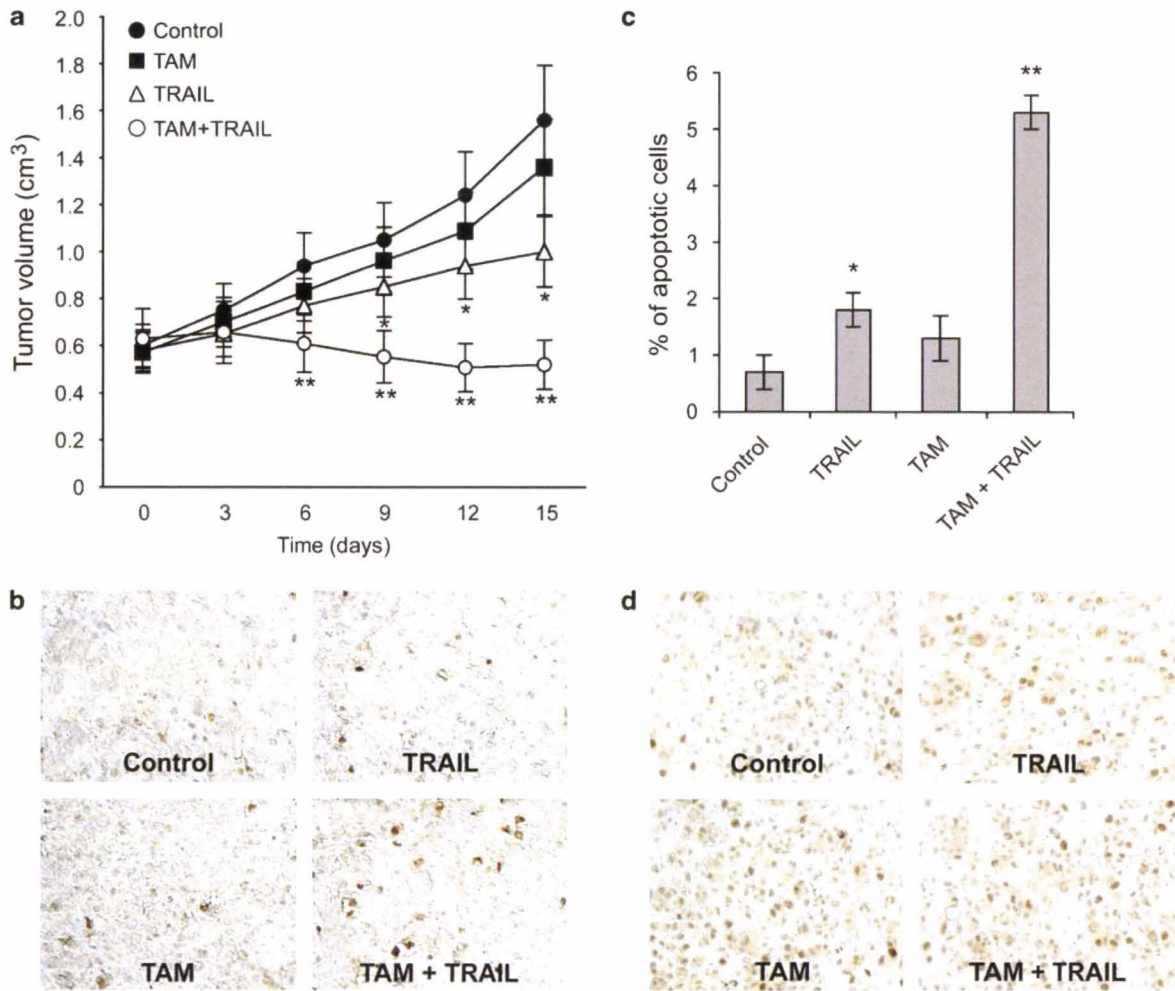 a
2.0
1.8
1.6
1.4
1.2
1.0
0.8
0.6
0.4
0.2
0
Tumor volume (cm3)
Control
TAM
TRAIL
TAM+TRAIL
*
*
*
**
**
**
**
0
3
6
9
12
15
Time (days)
c
6
5
4
3
2
1
0
% of apoptotic cells
*
**
Control
TRAIL
TAM
TAM + TRAIL
b
Control
TRAIL
TAM
TAM + TRAIL
d
Control
TRAIL
TAM
TAM + TRAIL